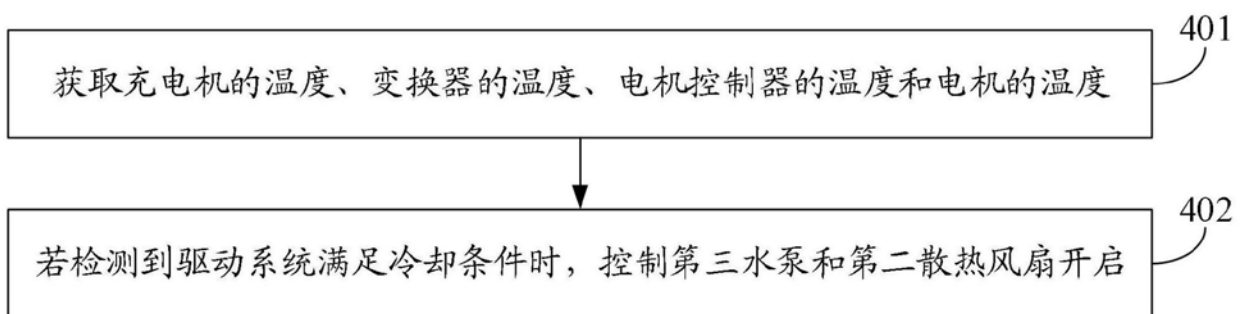 401
获取充电机的温度、变换器的温度、电机控制器的温度和电机的温度
402
若检测到驱动系统满足冷却条件时，控制第三水泵和第二散热风扇开启